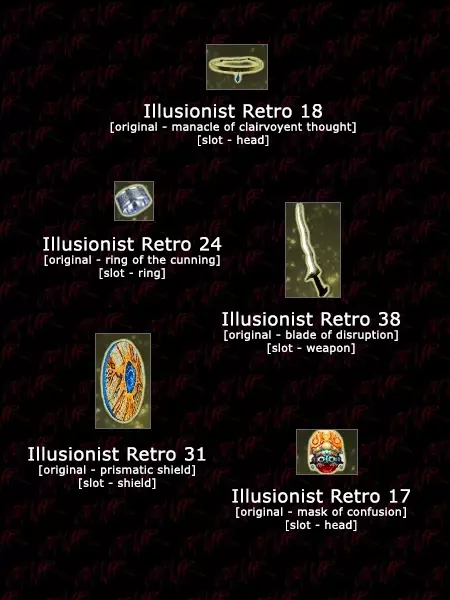 Illusionist Retro 18
[original - manacle of clairvoyent thought]
[slot - head]
Illusionist Retro 24
[original - ring of the cunning]
[slot - ring]
Illusionist Retro 38
[original - blade of disruption]
[slot - weapon]
Illusionist Retro 31
[original - prismatic shield]
[slot - shield]
Illusionist Retro 17
[original - mask of confusion]
[slot - head]